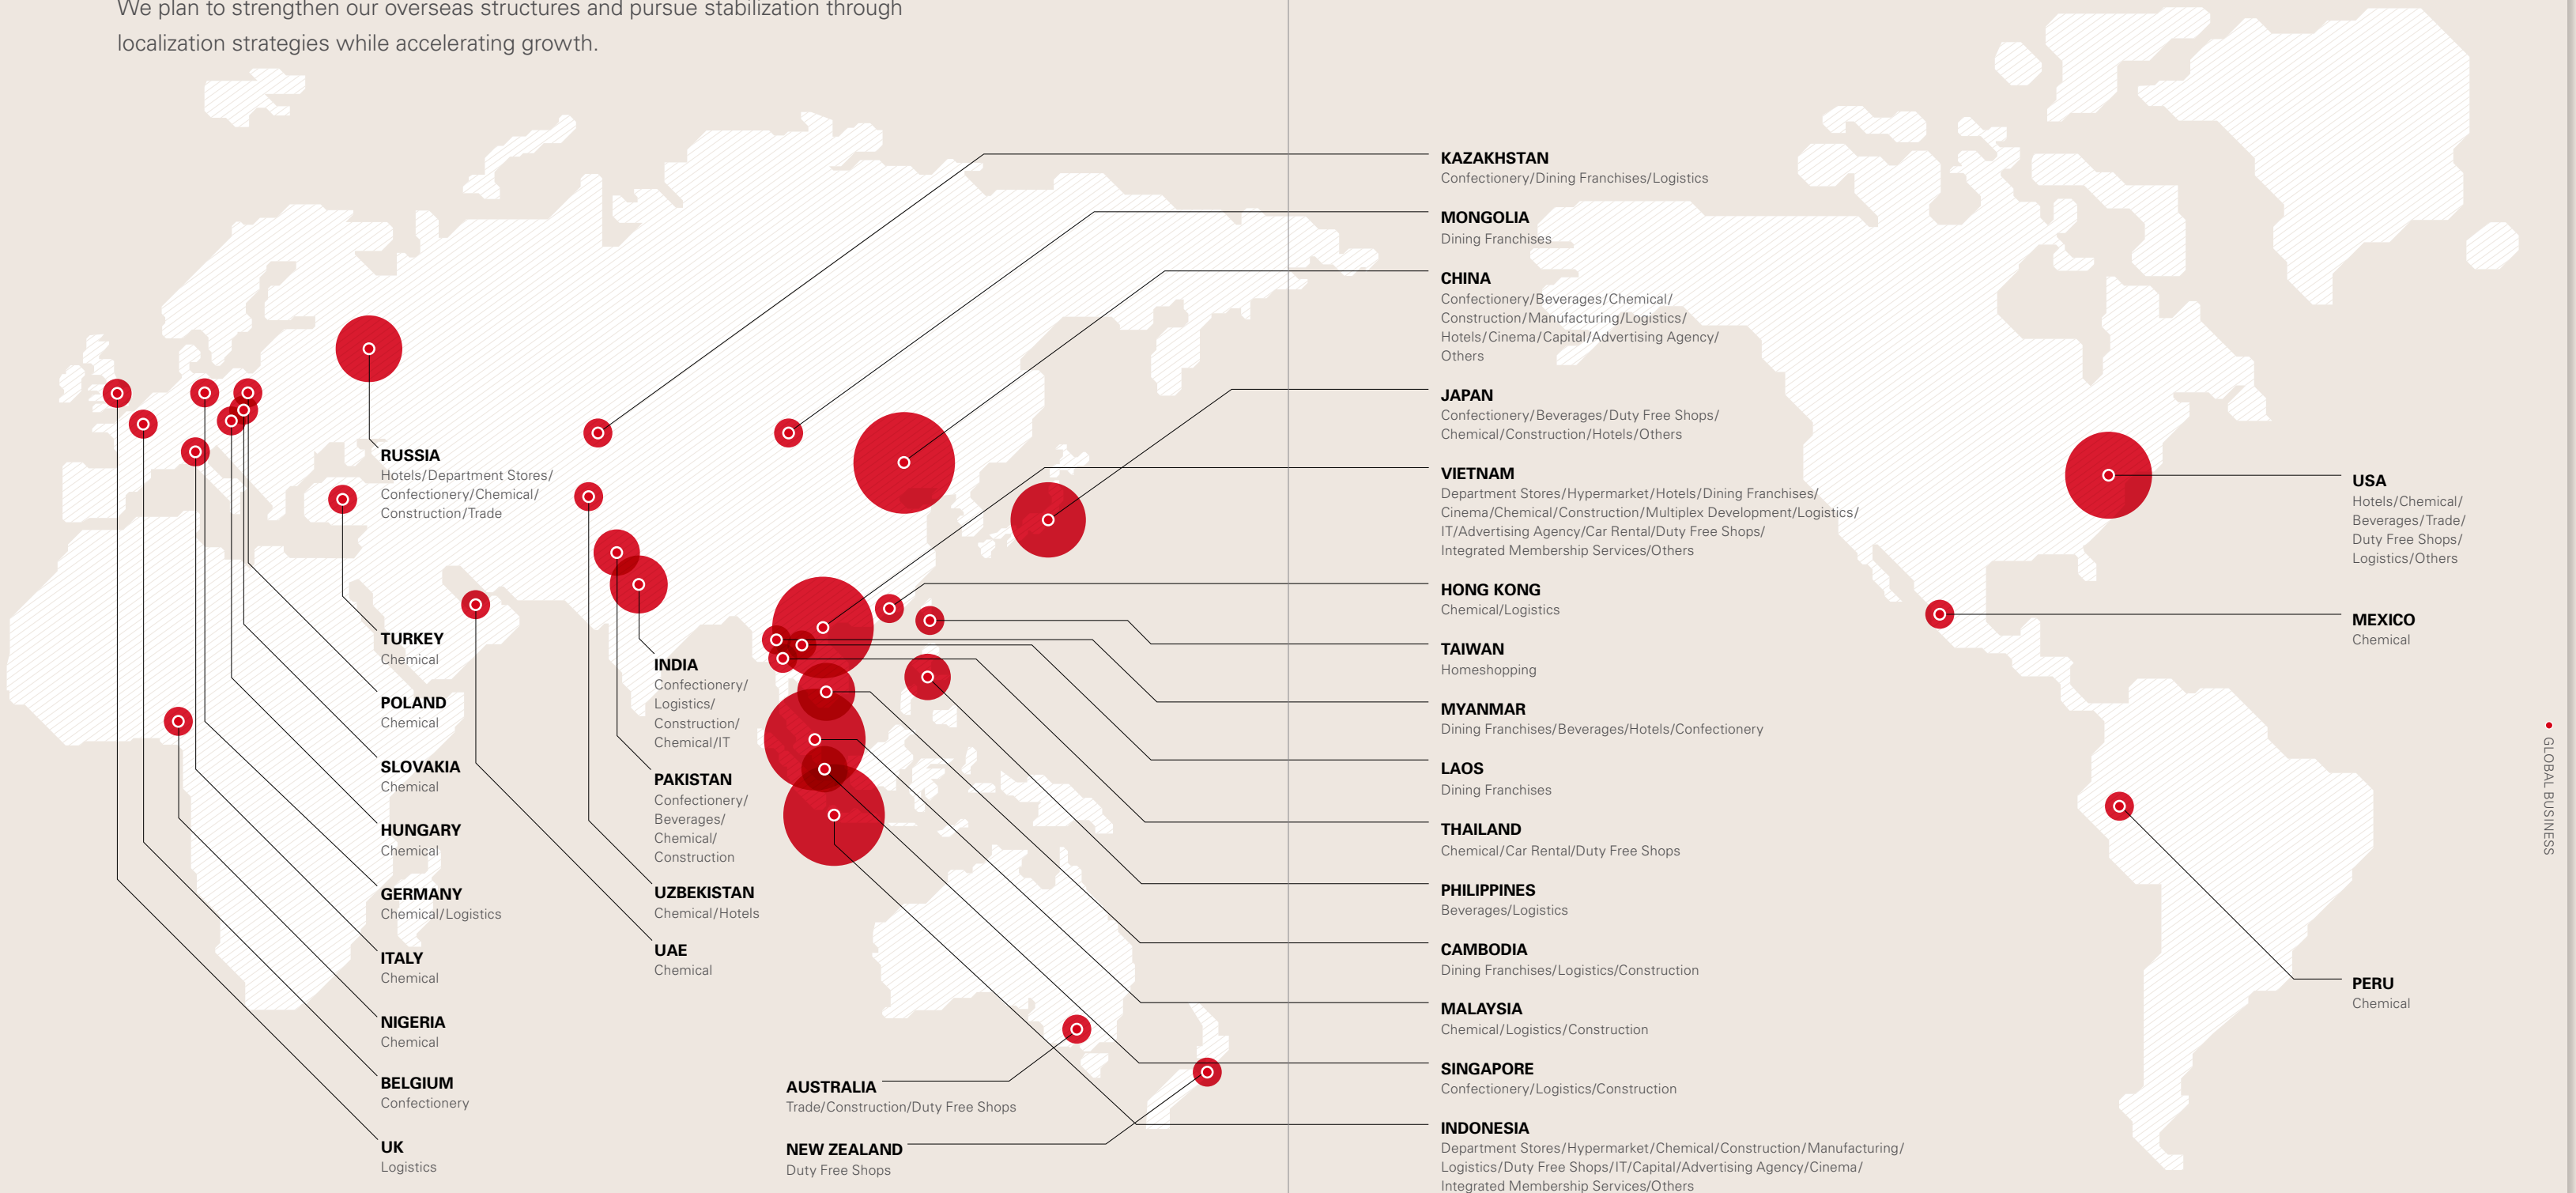 We plan to strengthen our overseas structures and pursue stabilization through
localization strategies while accelerating growth.
RUSSIA
Hotels/Department Stores/
Confectionery/Chemical/
Construction/Trade
TURKEY
Chemical
POLAND
Chemical
SLOVAKIA
Chemical
HUNGARY
Chemical
GERMANY
Chemical/Logistics
ITALY
Chemical
NIGERIA
Chemical
BELGIUM
Confectionery
UK
Logistics
INDIA
Confectionery/
Logistics/
Construction/
Chemical/IT
PAKISTAN
Confectionery/
Beverages/
Chemical/
Construction
UZBEKISTAN
Chemical/Hotels
UAE
Chemical
AUSTRALIA
Trade/Construction/Duty Free Shops
NEW ZEALAND
Duty Free Shops
KAZAKHSTAN
Confectionery/Dining Franchises/Logistics
MONGOLIA
Dining Franchises
CHINA
Confectionery/Beverages/Chemical/
Construction/Manufacturing/Logistics/
Hotels/Cinema/Capital/Advertising Agency/
Others
JAPAN
Confectionery/Beverages/Duty Free Shops/
Chemical/Construction/Hotels/Others
VIETNAM
Department Stores/Hypermarket/Hotels/Dining Franchises/
Cinema/Chemical/Construction/Multiplex Development/Logistics/
IT/Advertising Agency/Car Rental/Duty Free Shops/
Integrated Membership Services/Others
HONG KONG
Chemical/Logistics
TAIWAN
Homeshopping
MYANMAR
Dining Franchises/Beverages/Hotels/Confectionery
LAOS
Dining Franchises
THAILAND
Chemical/Car Rental/Duty Free Shops
PHILIPPINES
Beverages/Logistics
CAMBODIA
Dining Franchises/Logistics/Construction
MALAYSIA
Chemical/Logistics/Construction
SINGAPORE
Confectionery/Logistics/Construction
INDONESIA
Department Stores/Hypermarket/Chemical/Construction/Manufacturing/
Logistics/Duty Free Shops/IT/Capital/Advertising Agency/Cinema/
Integrated Membership Services/Others
USA
Hotels/Chemical/
Beverages/Trade/
Duty Free Shops/
Logistics/Others
MEXICO
Chemical
PERU
Chemical
GLOBAL BUSINESS